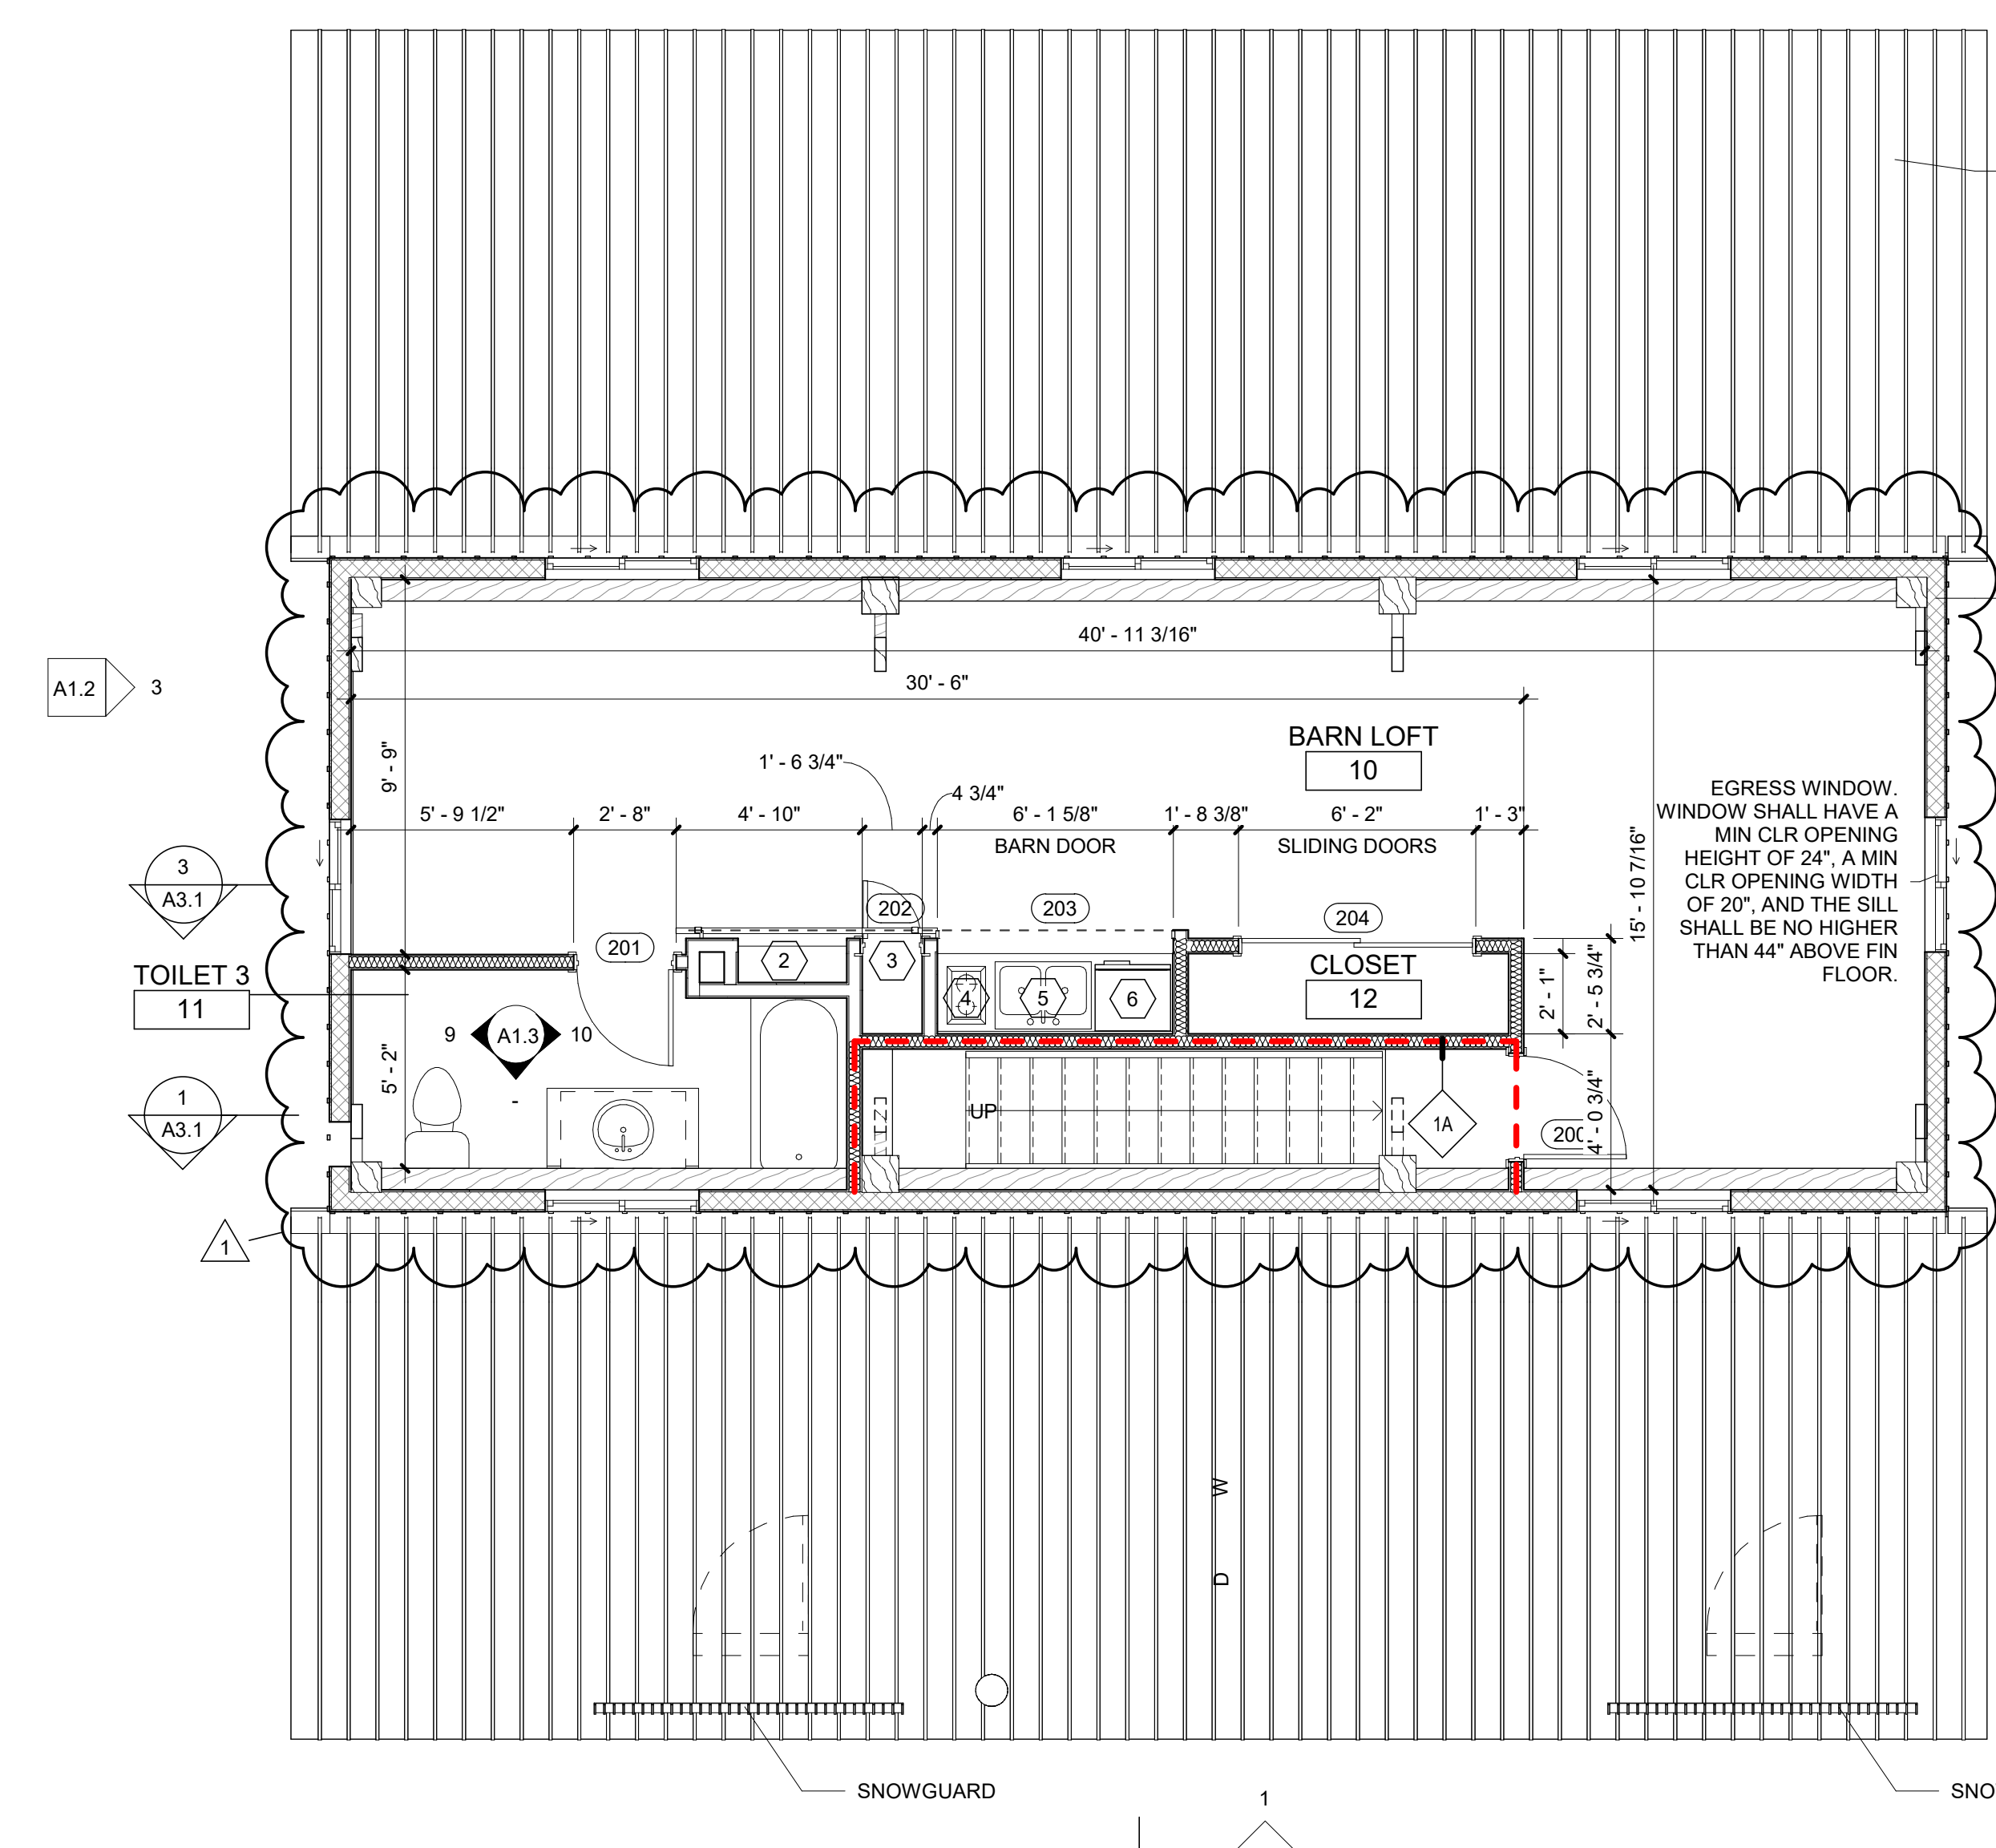 40' - 11 3/16"
30' - 6"
A1.2
3
BARN LOFT
10
9' - 9"
1' - 6 3/4"
4 3/4"
5' - 9 1/2"
2' - 8"
4' - 10"
6' - 1 5/8"
1' - 8 3/8"
6' - 2"
1' - 3"
BARN DOOR
SLIDING DOORS
15' - 10 7/16"
EGRESS WINDOW.
WINDOW SHALL HAVE A
MIN CLR OPENING
HEIGHT OF 24", A MIN
CLR OPENING WIDTH
OF 20", AND THE SILL
SHALL BE NO HIGHER
THAN 44" ABOVE FIN
FLOOR.
3
A3.1
202
203
204
201
2
3
CLOSET
12
TOILET 3
11
4
5
6
2' - 1"
2' - 5 3/4"
9
A1.3
10
-
5' - 2"
1
A3.1
UP
1A
200
4' - 0 3/4"
1
W
D
SNOWGUARD
SNO
1